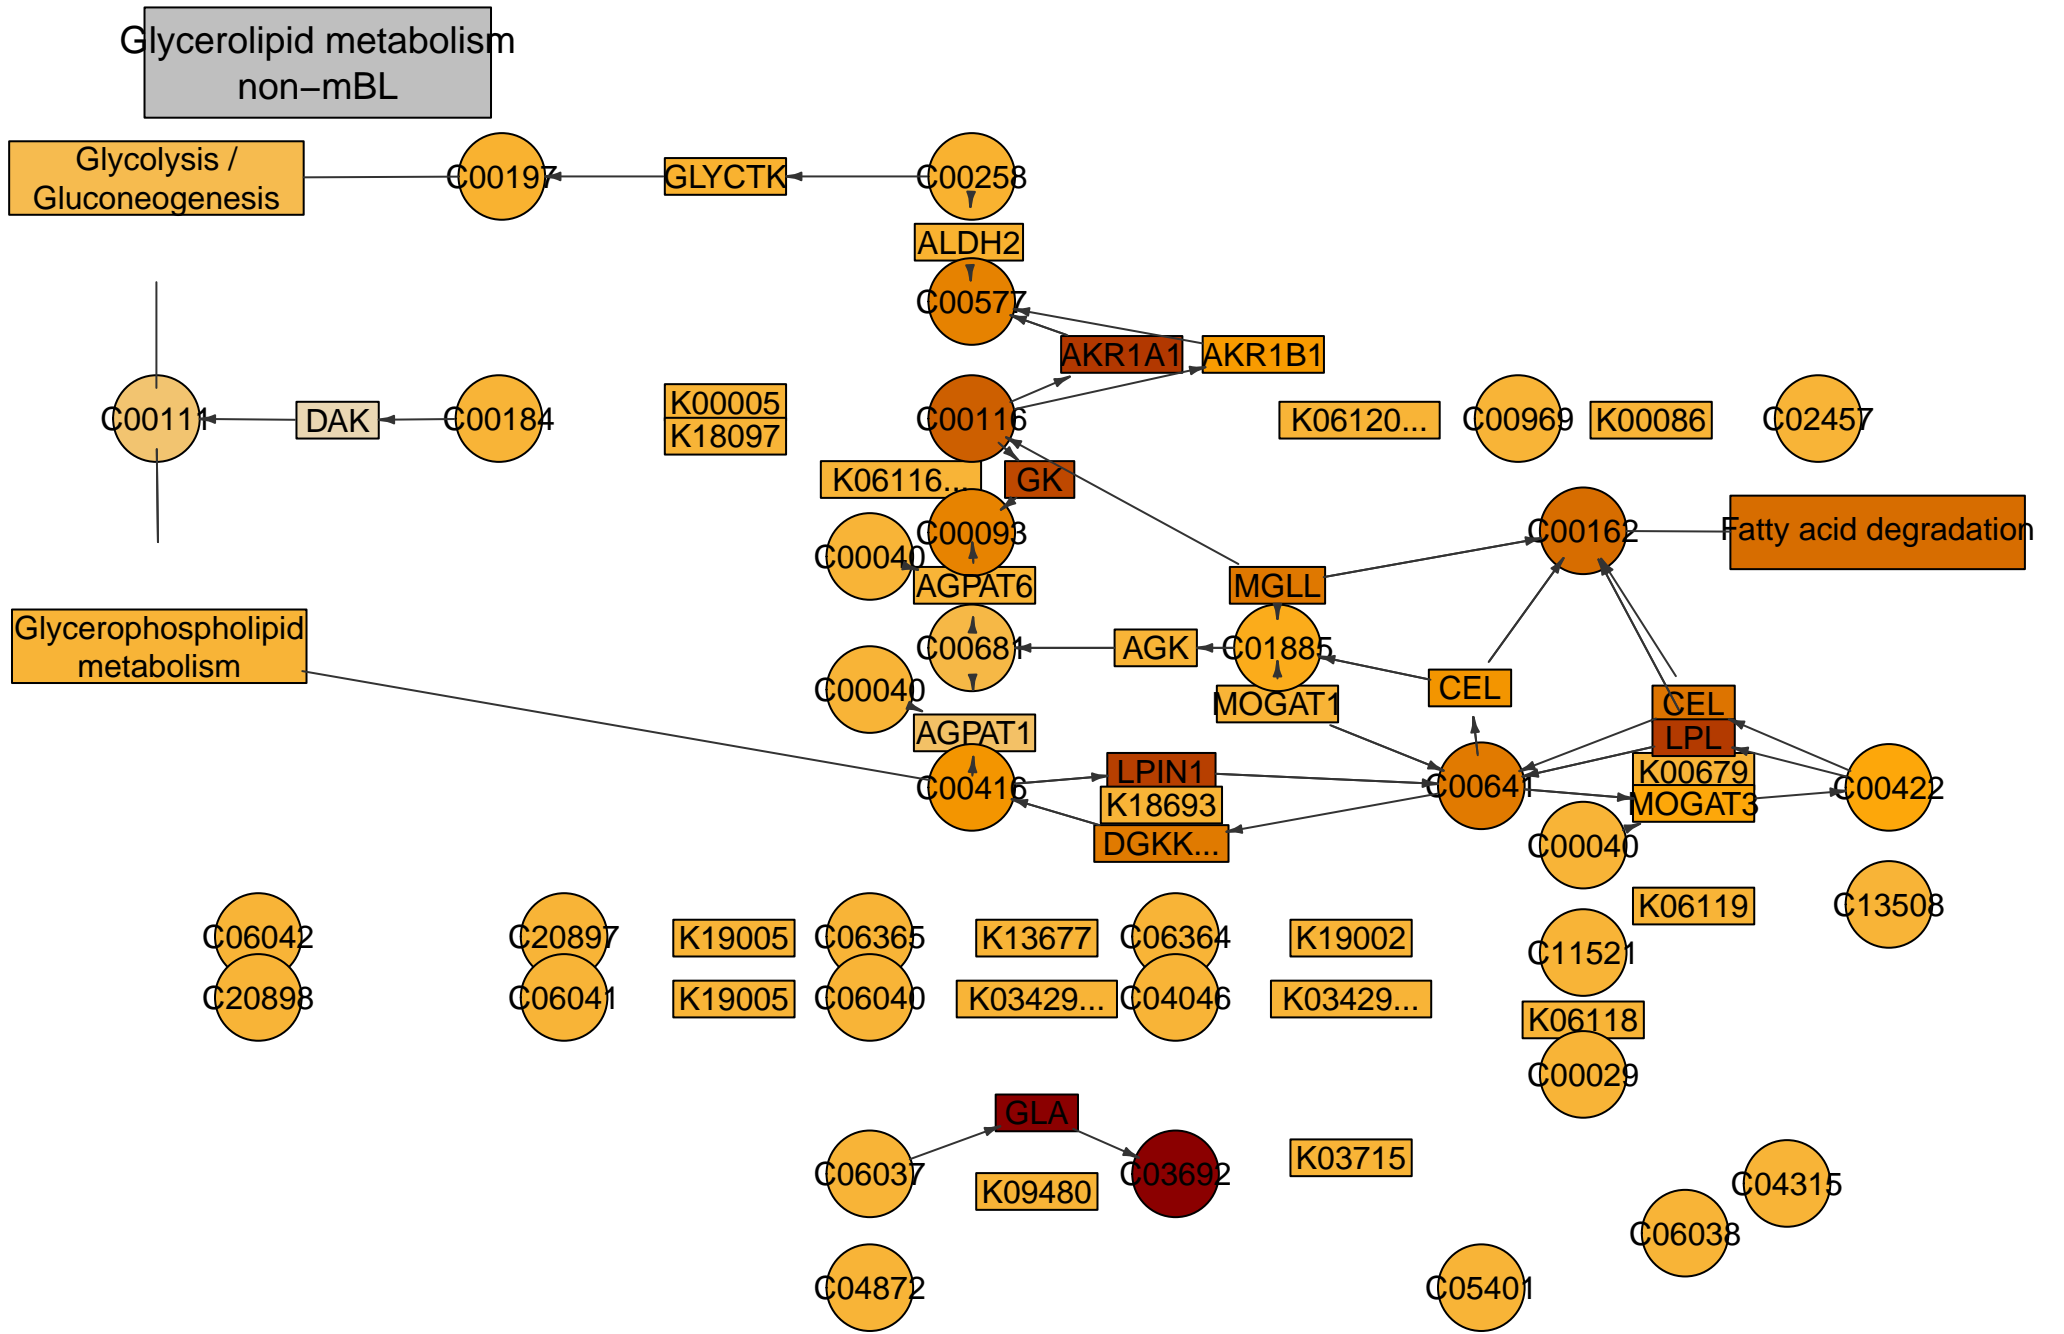 Glycerolipid metabolism
non−mBL
Glycolysis /
Gluconeogenesis
C00197
GLYCTK
C00258
ALDH2
C00577
AKR1A1
AKR1B1
C00111
DAK
C00184
K00005
K18097
C00116
K06120...
C00969
K00086
C02457
K06116...
GK
C00093
C00162
Fatty acid degradation
C00040
AGPAT6
MGLL
Glycerophospholipid
metabolism
C00681
AGK
C01885
C00040
MOGAT1
CEL
CEL
AGPAT1
LPL
LPIN1
K00679
C00416
C00641
C00422
K18693
MOGAT3
DGKK...
C00040
K06119
C13508
C06042
C20897
K19005
C06365
K13677
C06364
K19002
C11521
C20898
C06041
K19005
C06040
K03429...
C04046
K03429...
K06118
C00029
GLA
C06037
K09480
C03692
K03715
C04315
C06038
C04872
C05401